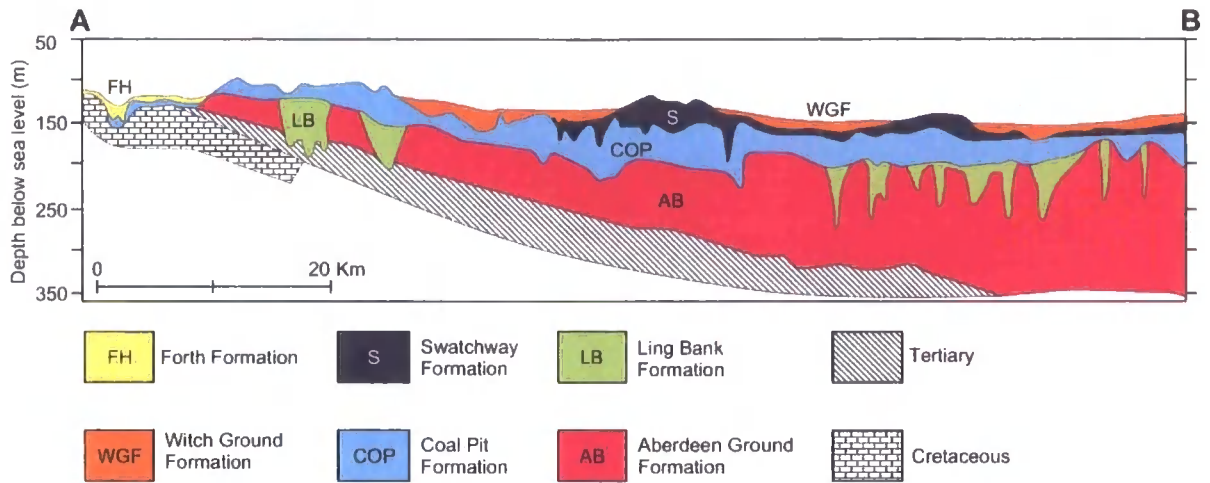 A B
50
150
250
350
Depth below sea level (m)
FH
LB
S
WGF
COP
AB
0 20 Km
FH Forth Formation
S Swatchway
Formation
LB Ling Bank
Formation
Tertiary
WGF Witch Ground
Formation
COP Coal Pit
Formation
AB Aberdeen Ground
Formation
Cretaceous